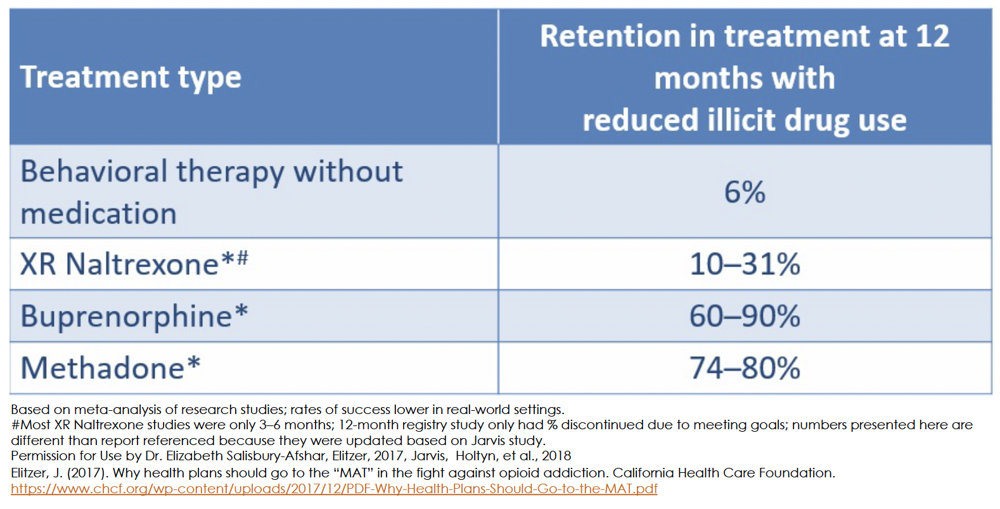 Treatment type
Retention in treatment at 12
months with
reduced illicit drug use
Behavioral therapy without
medication
6%
XR Naltrexone*#
10–31%
Buprenorphine*
60–90%
Methadone*
74–80%
Based on meta-analysis of research studies; rates of success lower in real-world settings.
#Most XR Naltrexone studies were only 3–6 months; 12-month registry study only had % discontinued due to meeting goals; numbers presented here are
different than report referenced because they were updated based on Jarvis study.
Permission for Use by Dr. Elizabeth Salisbury-Afshar, Elitzer, 2017, Jarvis,  Holtyn, et al., 2018
Elitzer, J. (2017). Why health plans should go to the “MAT” in the fight against opioid addiction. California Health Care Foundation.
https://www.chcf.org/wp-content/uploads/2017/12/PDF-Why-Health-Plans-Should-Go-to-the-MAT.pdf